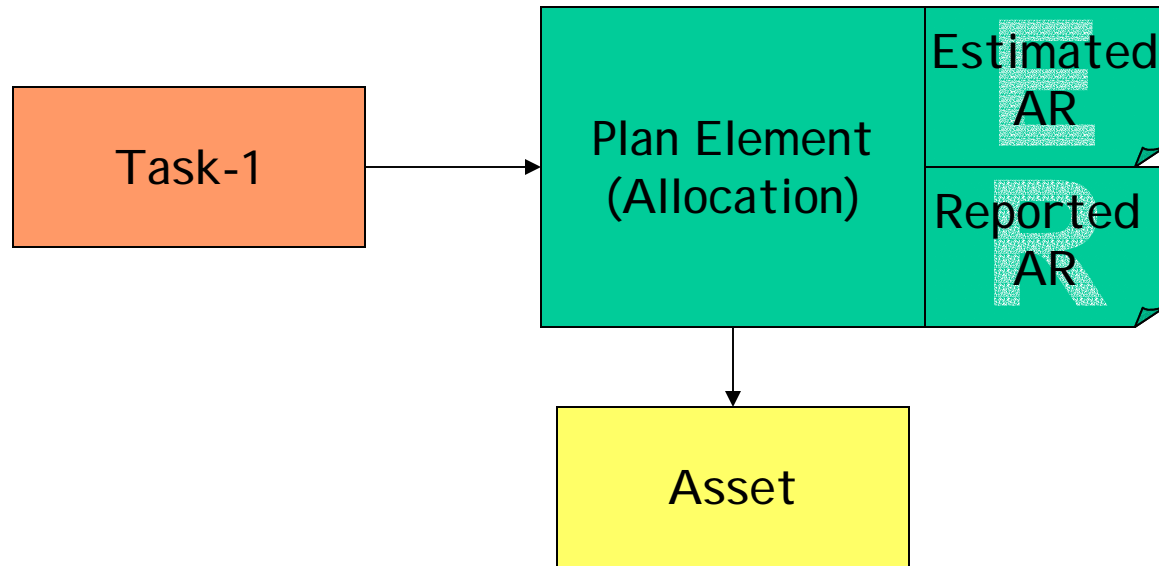 Task-1
Plan Element
(Allocation)
E
Estimated
AR
R
Reported
AR
Asset